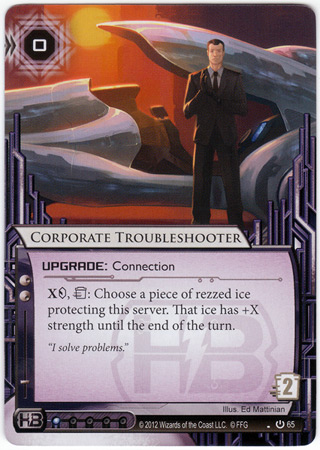 0
CORPORATE TROUBLESHOOTER
UPGRADE: Connection
X, : Choose a piece of rezzed ice
protecting this server. That ice has +X
strength until the end of the turn.
"I solve problems."
2
Illus. Ed Mattinian
HB
© 2012 Wizards of the Coast LLC. © FFG
65